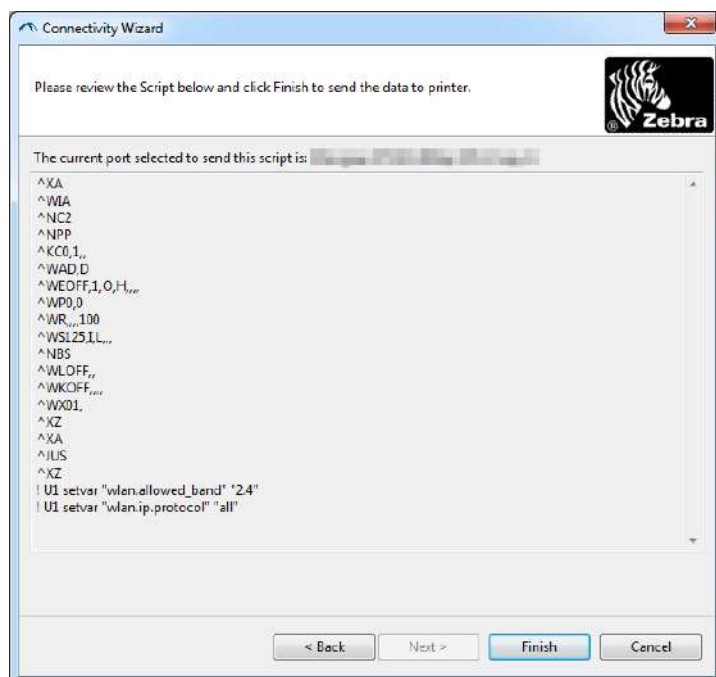 Connectivity Wizard
Please review the Script below and click Finish to send the data to printer.
® Zebra
The current port selected to send this script is:
^XA
^WIA
^NC2
^NPP
^KC0,1,,
^WAD,D
^WEOFF,1,O,H,,,,
^WP0,0
^WR,,,,100
^WS125,I,L,,,
^NBS
^WLOFF,,
^WKOFF,,,,
^WX01,
^XZ
^XA
^JUS
^XZ
! U1 setvar "wlan.allowed_band" "2.4"
! U1 setvar "wlan.ip.protocol" "all"
< Back
Next >
Finish
Cancel